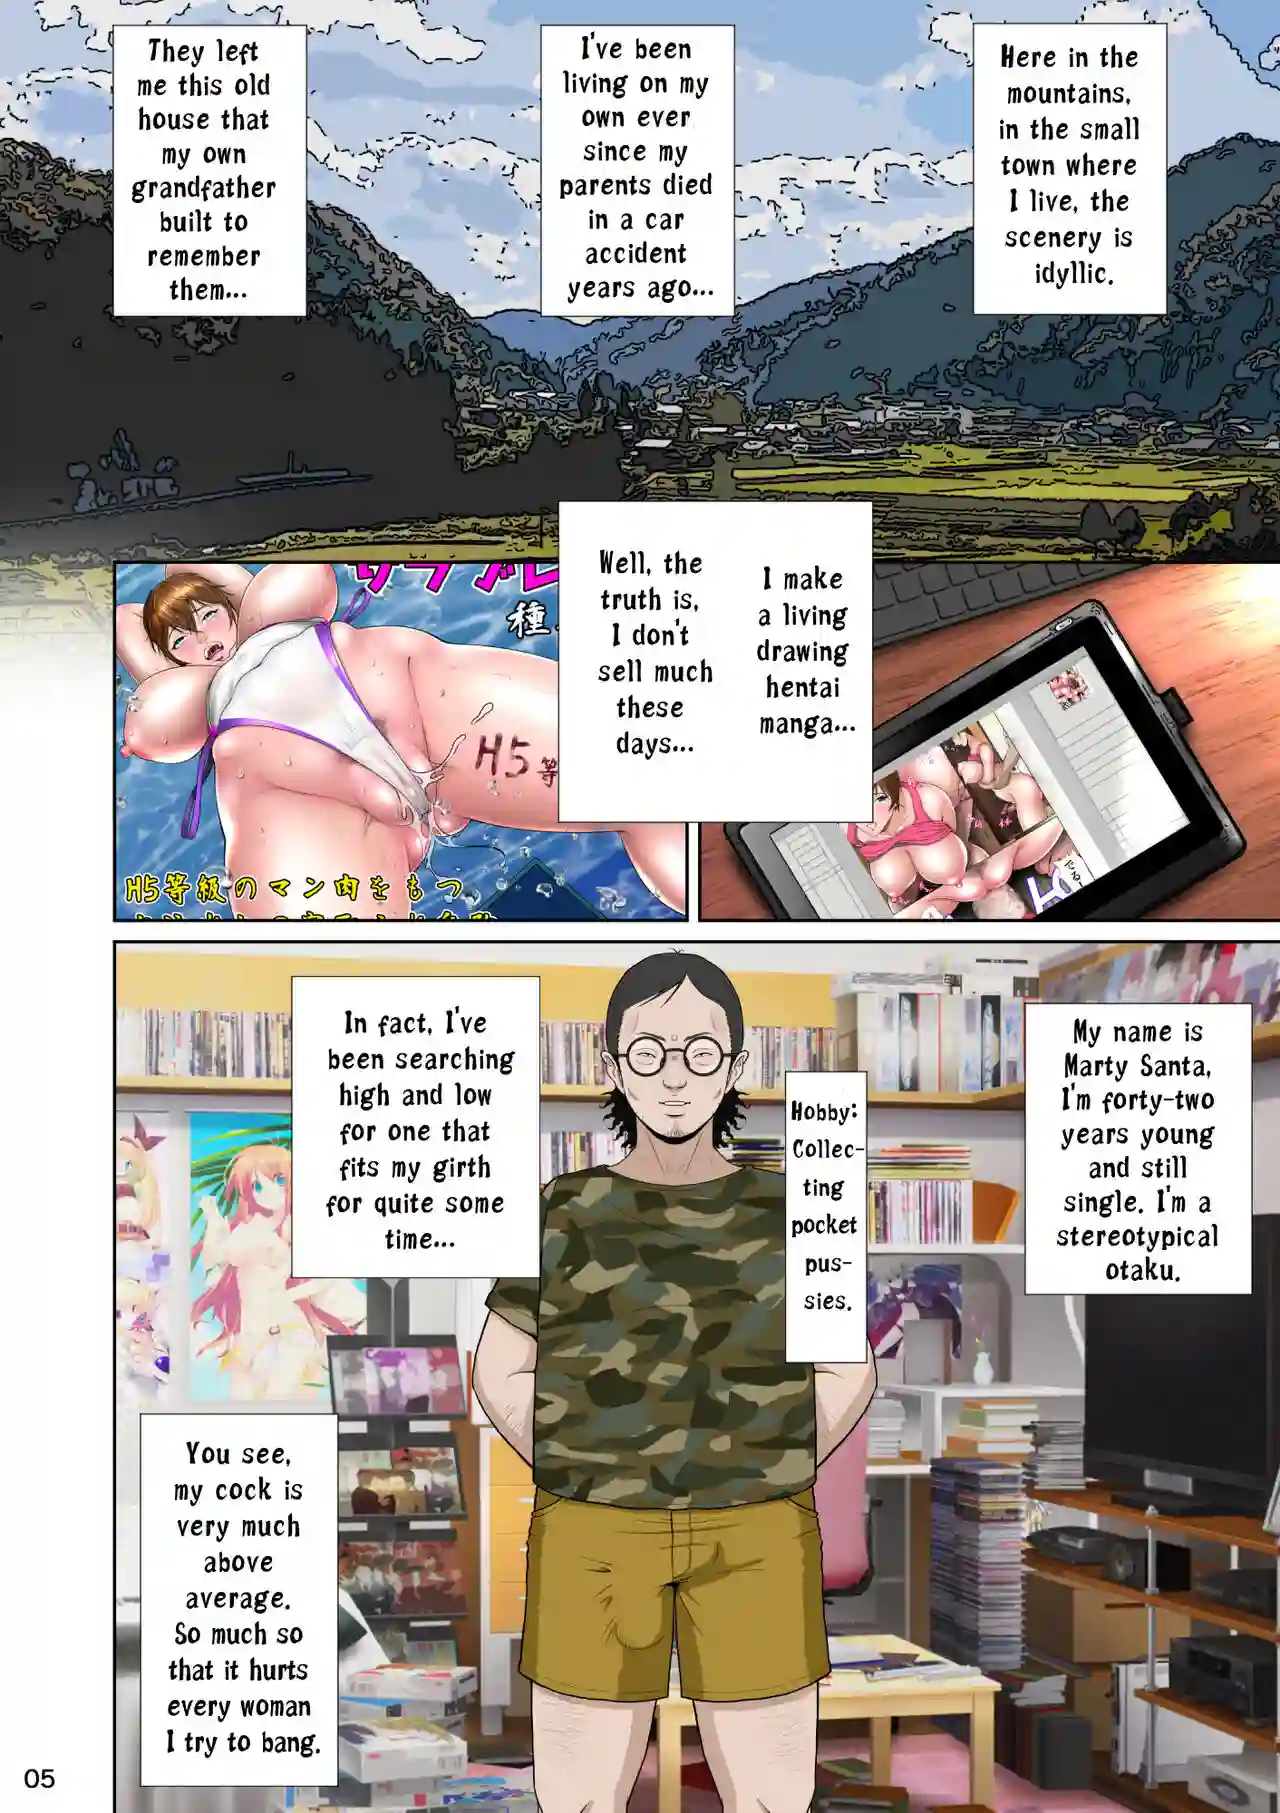 Here in the
mountains,
in the small
town where
I live, the
scenery is
idyllic.
I've been
living on my
own ever
since my
parents died
in a car
accident
years ago...
They left
me this old
house that
my own
grandfather
built to
remember
them...
I make
a living
drawing
hentai
manga...
Well, the
truth is,
I don't
sell much
these
days...
種
H5等
H5等級のマン肉をもつ
My name is
Marty Santa,
I'm forty-two
years young
and still
single. I'm a
stereotypical
otaku.
Hobby:
Collec-
ting
pocket
pus-
sies.
In fact, I've
been searching
high and low
for one that
fits my girth
for quite some
time...
You see,
my cock is
very much
above
average.
So much so
that it hurts
every woman
I try to bang.
05